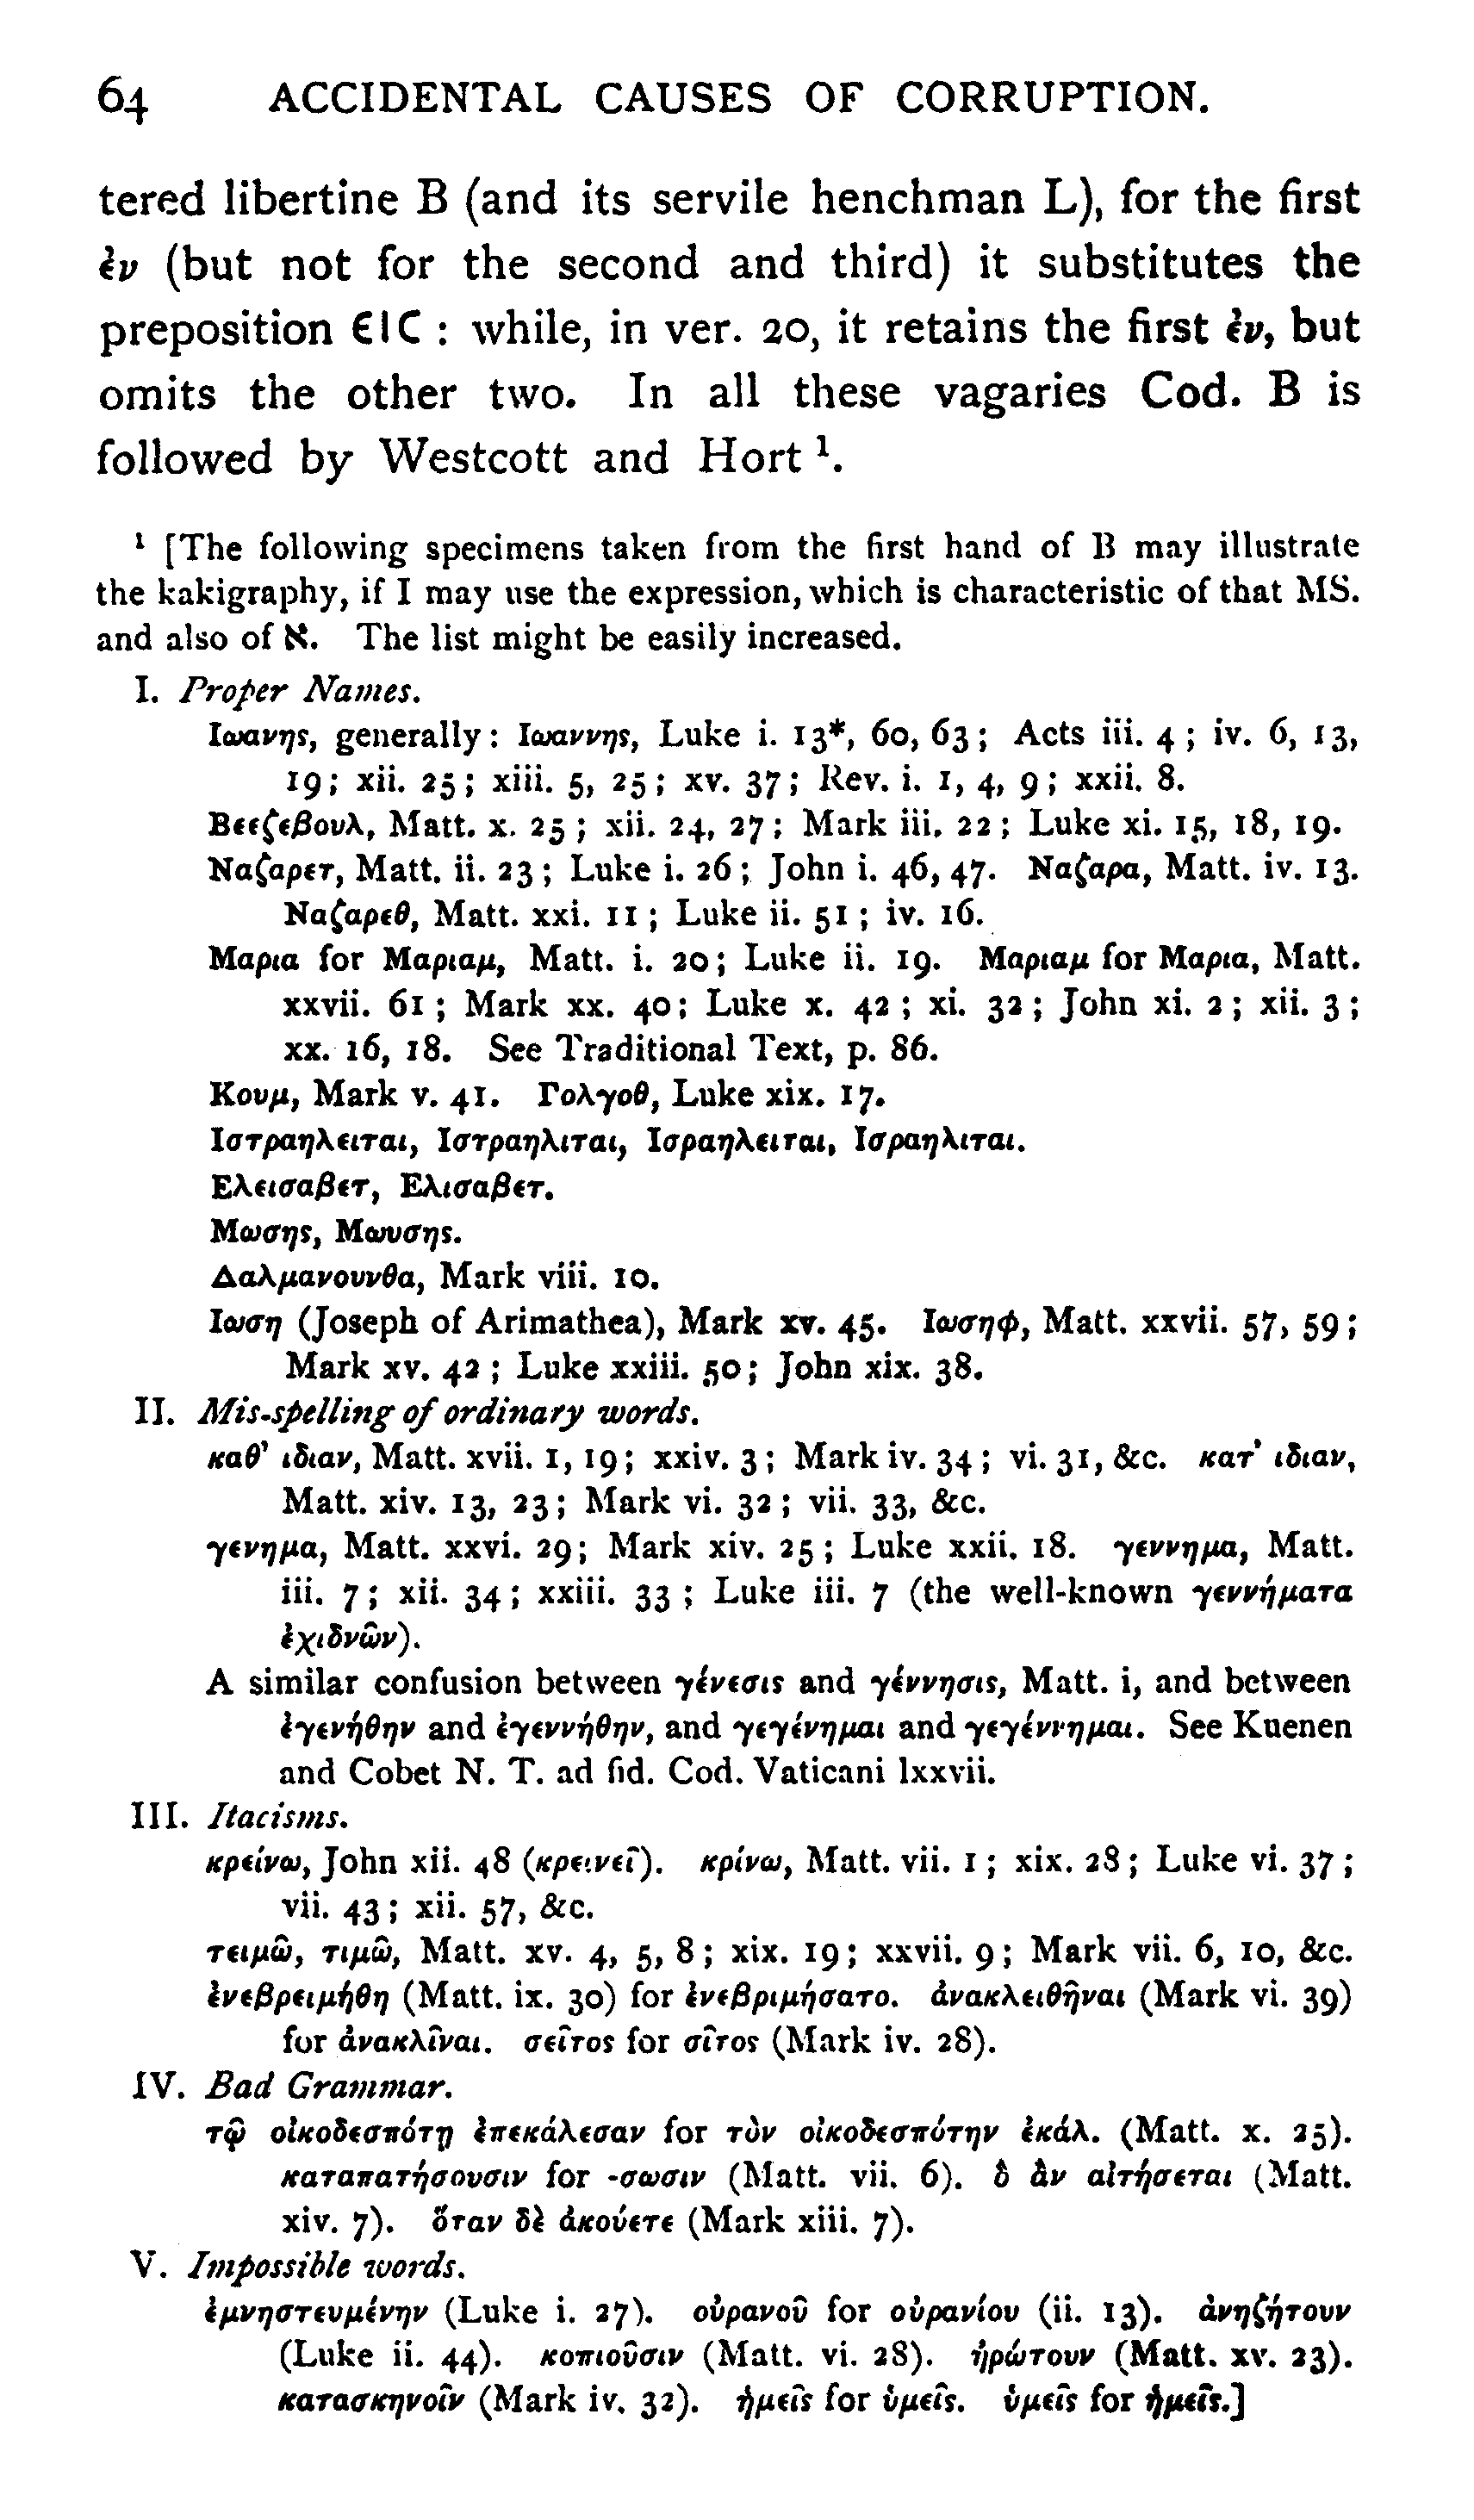 64 ACCIDENTAL CAUSES OF CORRUPTION.
tered libertine B (and its servile henchman L), for the first
ἐν (but not for the second and third) it substitutes the
preposition ЄΙС : while, in ver. 20, it retains the first ἐν, but
omits the other two. In all these vagaries Cod. B is
followed by Westcott and Hort ¹.
¹ [The following specimens taken from the first hand of B may illustrate
the kakigraphy, if I may use the expression, which is characteristic of that MS.
and also of א. The list might be easily increased.
I. Proper Names.
Ιωανης, generally: Ιωαννης, Luke i. 13*, 60, 63; Acts iii. 4; iv. 6, 13,
19; xii. 25; xiii. 5, 25; xv. 37; Rev. i. 1, 4, 9; xxii. 8.
Βεεζεβουλ, Matt. x. 25; xii. 24, 27; Mark iii. 22; Luke xi. 15, 18, 19.
Ναζαρετ, Matt. ii. 23; Luke i. 26; John i. 46, 47. Ναζαρα, Matt. iv. 13.
Ναζαρεθ, Matt. xxi. 11; Luke ii. 51; iv. 16.
Μαρια for Μαριαμ, Matt. i. 20; Luke ii. 19. Μαριαμ for Μαρια, Matt.
xxvii. 61; Mark xx. 40; Luke x. 42; xi. 32; John xi. 2; xii. 3;
xx. 16, 18. See Traditional Text, p. 86.
Κουμ, Mark v. 41. Γολγοθ, Luke xix. 17.
Ιστραηλειται, Ιστραηλιται, Ισραηλειται, Ισραηλιται.
Ελεισαβετ, Ελισαβετ.
Μωσης, Μωυσης.
Δαλμανουνθα, Mark viii. 10.
Ιωση (Joseph of Arimathea), Mark xv. 45. Ιωσηφ, Matt. xxvii. 57, 59;
Mark xv. 42; Luke xxiii. 50; John xix. 38.
II. Mis-spelling of ordinary words.
καθ’ ιδιαν, Matt. xvii. 1, 19; xxiv. 3; Mark iv. 34; vi. 31, &c. κατ’ ιδιαν,
Matt. xiv. 13, 23; Mark vi. 32; vii. 33, &c.
γενημα, Matt. xxvi. 29; Mark xiv. 25; Luke xxii. 18. γεννημα, Matt.
iii. 7; xii. 34; xxiii. 33; Luke iii. 7 (the well-known γεννήματα
ἐχιδνῶν).
A similar confusion between γένεσις and γέννησις, Matt. i, and between
ἐγενήθην and ἐγεννήθην, and γεγένημαι and γεγέννημαι. See Kuenen
and Cobet N. T. ad fid. Cod. Vaticani lxxvii.
III. Itacisms.
κρείνω, John xii. 48 (κρεινεῖ). κρίνω, Matt. vii. 1; xix. 28; Luke vi. 37;
vii. 43; xii. 57, &c.
τειμῶ, τιμῶ, Matt. xv. 4, 5, 8; xix. 19; xxvii. 9; Mark vii. 6, 10, &c.
ἐνεβρειμήθη (Matt. ix. 30) for ἐνεβριμήσατο. ἀνακλειθῆναι (Mark vi. 39)
for ἀνακλῖναι. σεῖτος for σῖτος (Mark iv. 28).
IV. Bad Grammar.
τῷ οἰκοδεσπότῃ ἐπεκάλεσαν for τὸν οἰκοδεσπότην ἐκάλ. (Matt. x. 25).
καταπατήσουσιν for -σωσιν (Matt. vii. 6). ὃ ἂν αἰτήσεται (Matt.
xiv. 7). ὅταν δὲ ἀκούετε (Mark xiii. 7).
V. Impossible words.
ἐμνηστευμένην (Luke i. 27). οὐρανοῦ for οὐρανίου (ii. 13). ἀνηζήτουν
(Luke ii. 44). κοπιοῦσιν (Matt. vi. 28). ἠρώτουν (Matt. xv. 23).
κατασκηνοῖν (Mark iv. 32). ἡμεῖς for ὑμεῖς. ὑμεῖς for ἡμεῖς.]